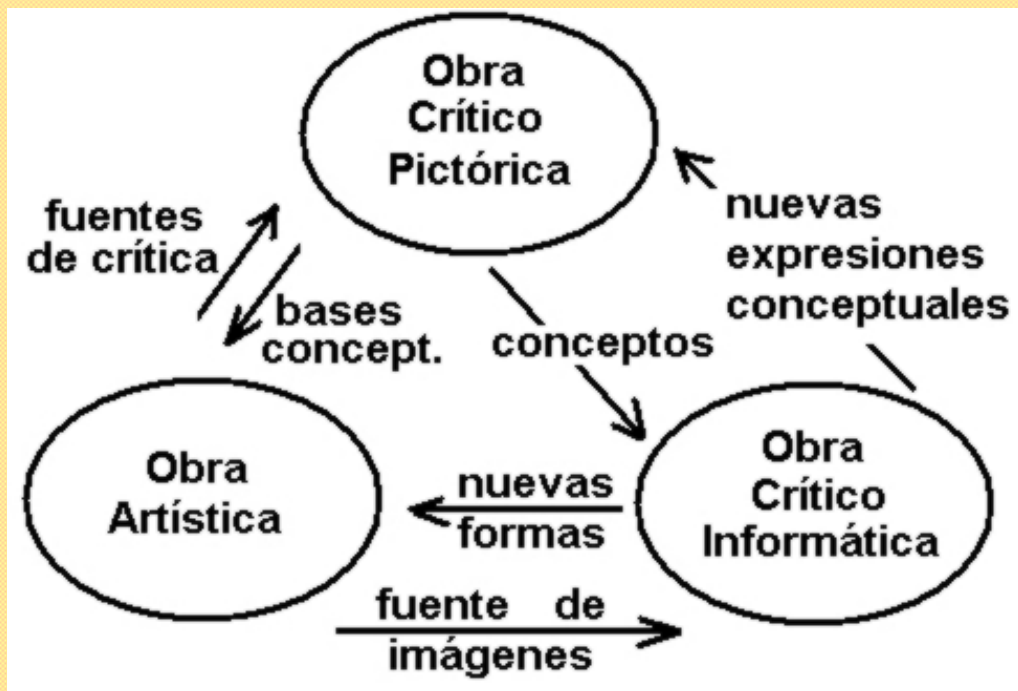 Obra
Crítico
Pictórica
fuentes
de crítica
nuevas
expresiones
conceptuales
bases
concept.
conceptos
Obra
Artística
nuevas
formas
Obra
Crítico
Informática
fuente de
imágenes